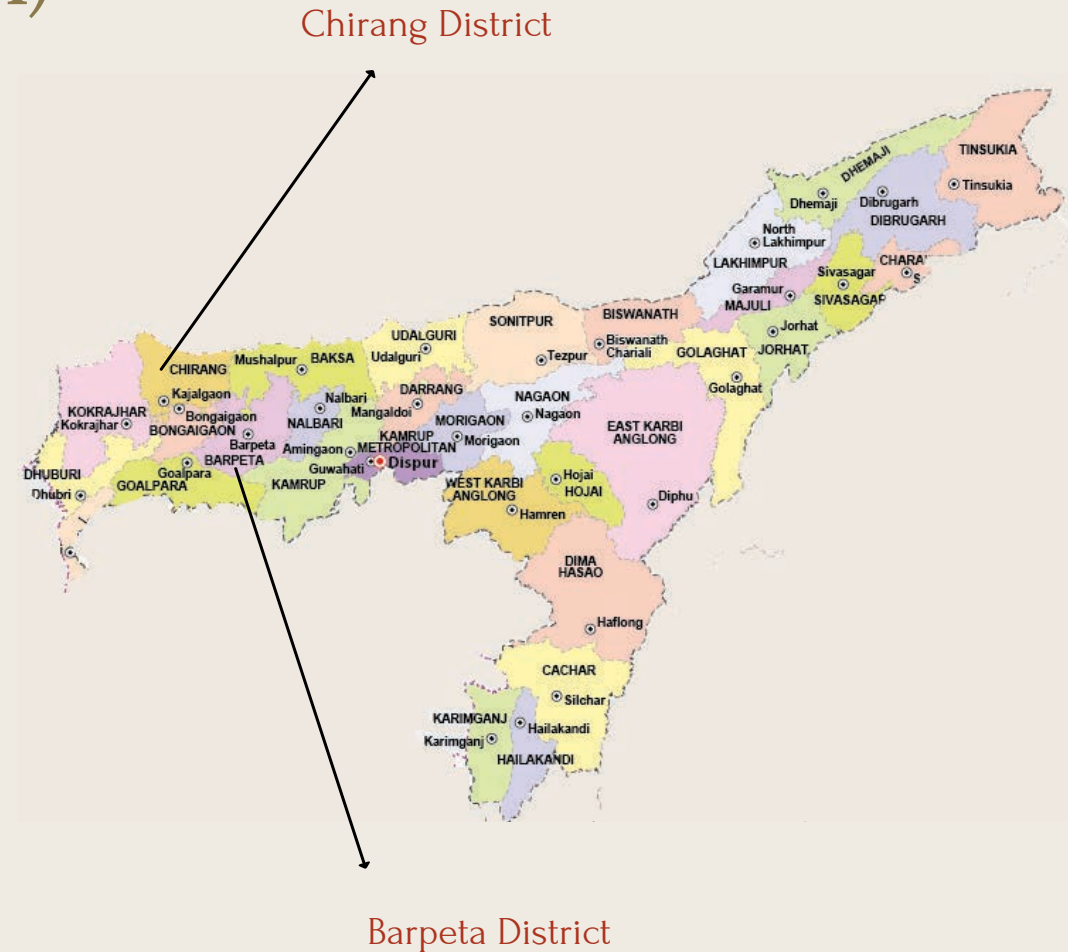 Chirang District
TINSUKIA
Tinsukia
DHEMAJI
Dhemaji
Dibrugarh
DIBRUGARH
North
Lakhimpur
LAKHIMPUR
CHARA
Sivasagar
SIVASAGAR
Garamur
MAJULI
Jorhat
JORHAT
SONITPUR
Tezpur
BISWANATH
Biswanath
Chariali
GOLAGHAT
Golaghat
UDALGURI
Udalguri
BAKSA
Mushalpur
CHIRANG
Kajalgaon
KOKRAJHAR
Kokrajhar
Bongaigaon
BONGAIGAON
Barpeta
BARPETA
Nalbari
NALBARI
DARRANG
Mangaldoi
MORIGAON
Morigaon
NAGAON
Nagaon
EAST KARBI
ANGLONG
Diphu
KAMRUP
METROPOLITAN
Amingaon
Guwahati
Dispur
KAMRUP
DHUBURI
Dhubri
Goalpara
GOALPARA
WEST KARBI
ANGLONG
Hamren
Hojai
HOJAI
DIMA
HASAO
Haflong
CACHAR
Silchar
KARIMGANJ
Karimganj
Hailakandi
HAILAKANDI
Barpeta District